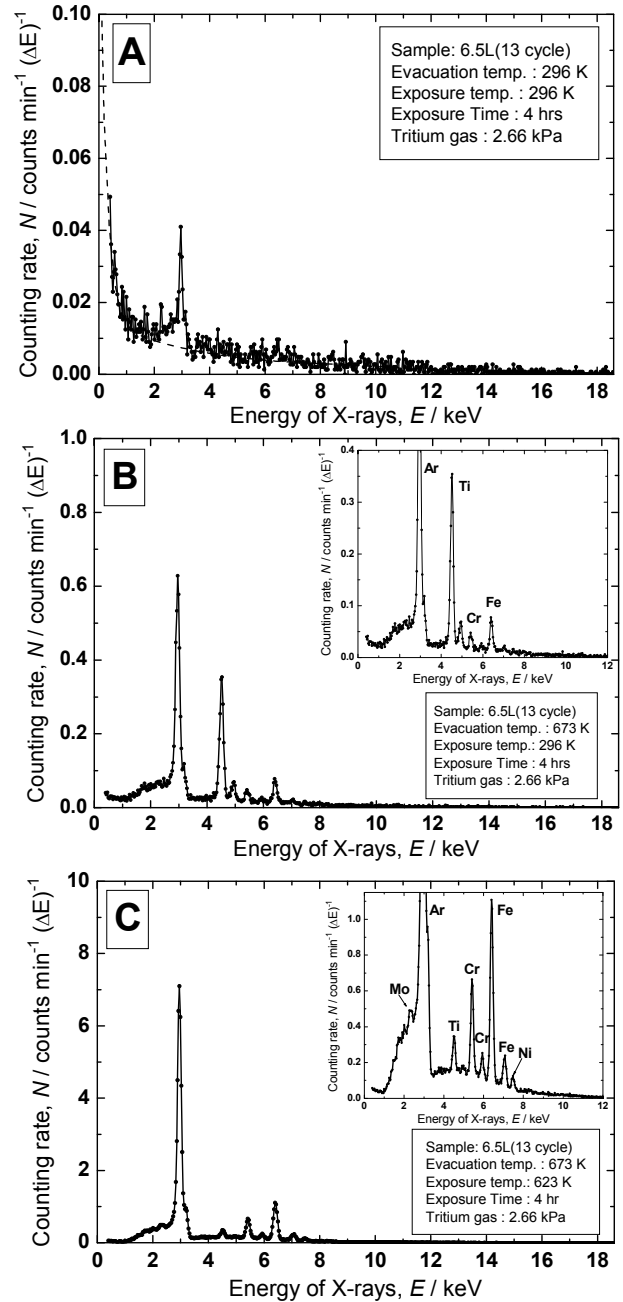 A
Sample: 6.5L(13 cycle)
Evacuation temp. : 296 K
Exposure temp. : 296 K
Exposure Time : 4 hrs
Tritium gas : 2.66 kPa
Counting rate, N / counts min⁻¹ (ΔE)⁻¹
0.10
0.08
0.06
0.04
0.02
0.00
0 2 4 6 8 10 12 14 16 18
Energy of X-rays, E / keV
B
Counting rate, N / counts min⁻¹ (ΔE)⁻¹
1.0
0.8
0.6
0.4
0.2
0.0
0 2 4 6 8 10 12 14 16 18
Energy of X-rays, E / keV
Counting rate, N / counts min⁻¹ (ΔE)⁻¹
0.4
0.3
0.2
0.1
0.0
Ar
Ti
Cr
Fe
0 2 4 6 8 10 12
Energy of X-rays, E / keV
Sample: 6.5L(13 cycle)
Evacuation temp. : 673 K
Exposure temp.: 296 K
Exposure Time : 4 hrs
Tritium gas : 2.66 kPa
C
Counting rate, N / counts min⁻¹ (ΔE)⁻¹
10
8
6
4
2
0
0 2 4 6 8 10 12 14 16 18
Energy of X-rays, E / keV
Counting rate, N / counts min⁻¹ (ΔE)⁻¹
1.0
0.8
0.6
0.4
0.2
0.0
Ar
Fe
Mo
Cr
Ti
Cr
Fe
Ni
0 2 4 6 8 10 12
Energy of X-rays, E / keV
Sample: 6.5L(13 cycle)
Evacuation temp. : 673 K
Exposure temp. : 623 K
Exposure Time : 4 hr
Tritium gas : 2.66 kPa